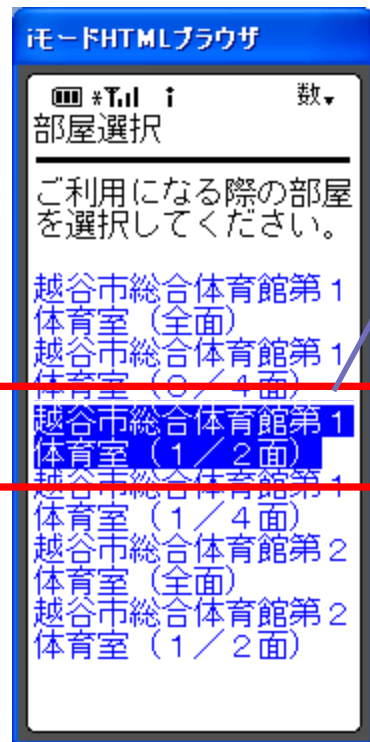 iモードHTMLブラウザ
数▼
部屋選択
ご利用になる際の部屋
を選択してください。
越谷市総合体育館第１
体育室（全面）
越谷市総合体育館第１
体育室（３／４面）
越谷市総合体育館第１
体育室（１／２面）
越谷市総合体育館第１
体育室（１／４面）
越谷市総合体育館第２
体育室（全面）
越谷市総合体育館第２
体育室（１／２面）